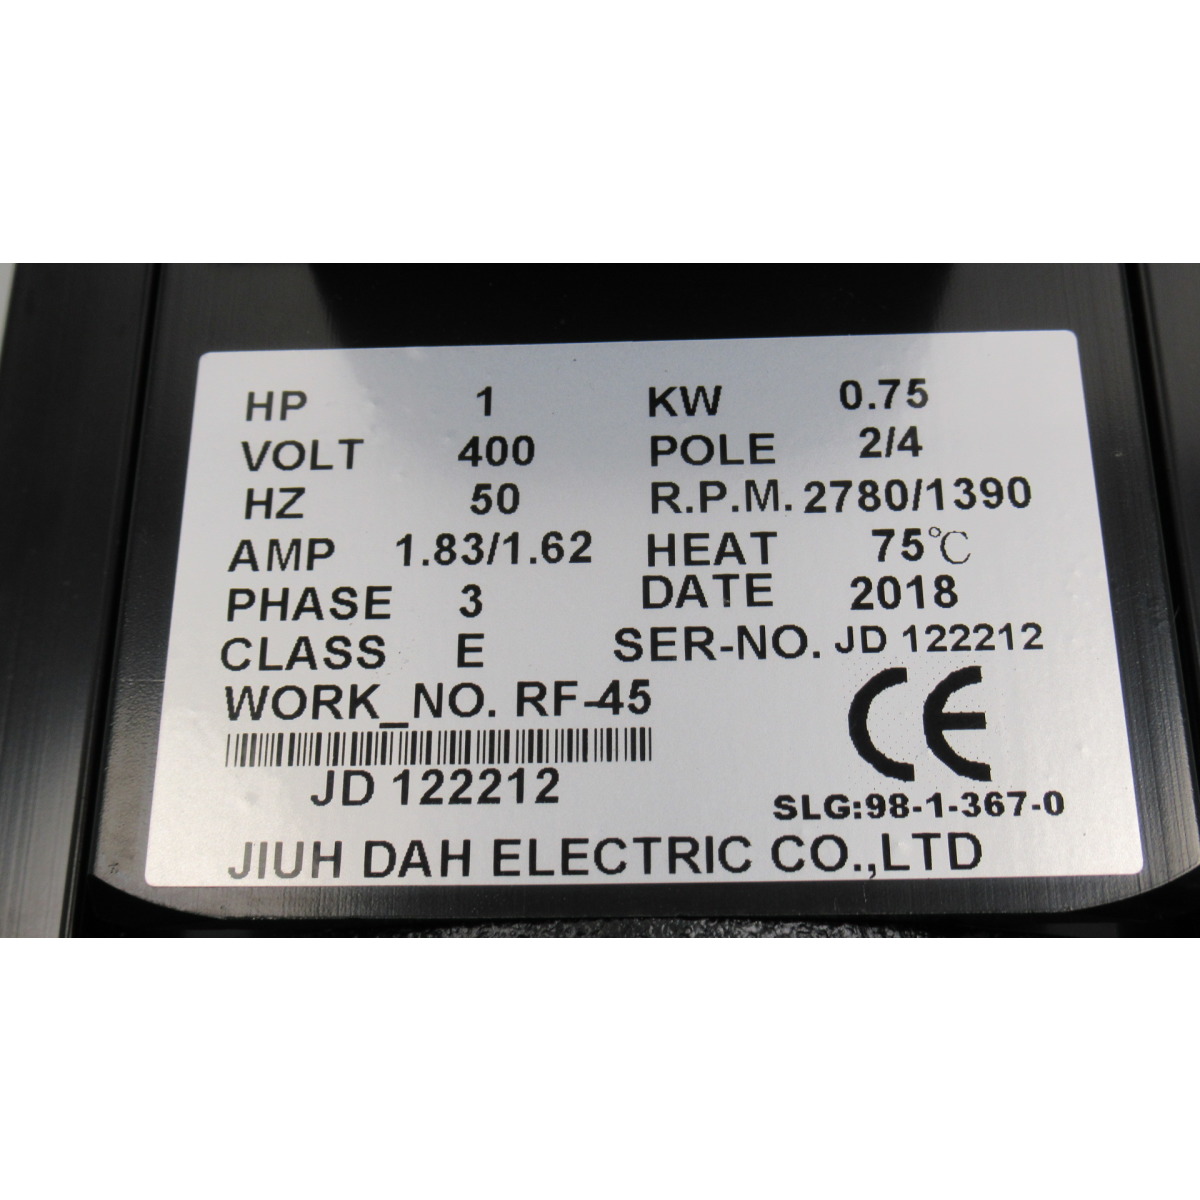 HP 1 KW 0.75
VOLT 400 POLE 2/4
HZ 50 R.P.M. 2780/1390
AMP 1.83/1.62 HEAT 75℃
PHASE 3 DATE 2018
CLASS E SER-NO. JD 122212
WORK_NO. RF-45
CE
JD 122212
SLG:98-1-367-0
JIUH DAH ELECTRIC CO.,LTD